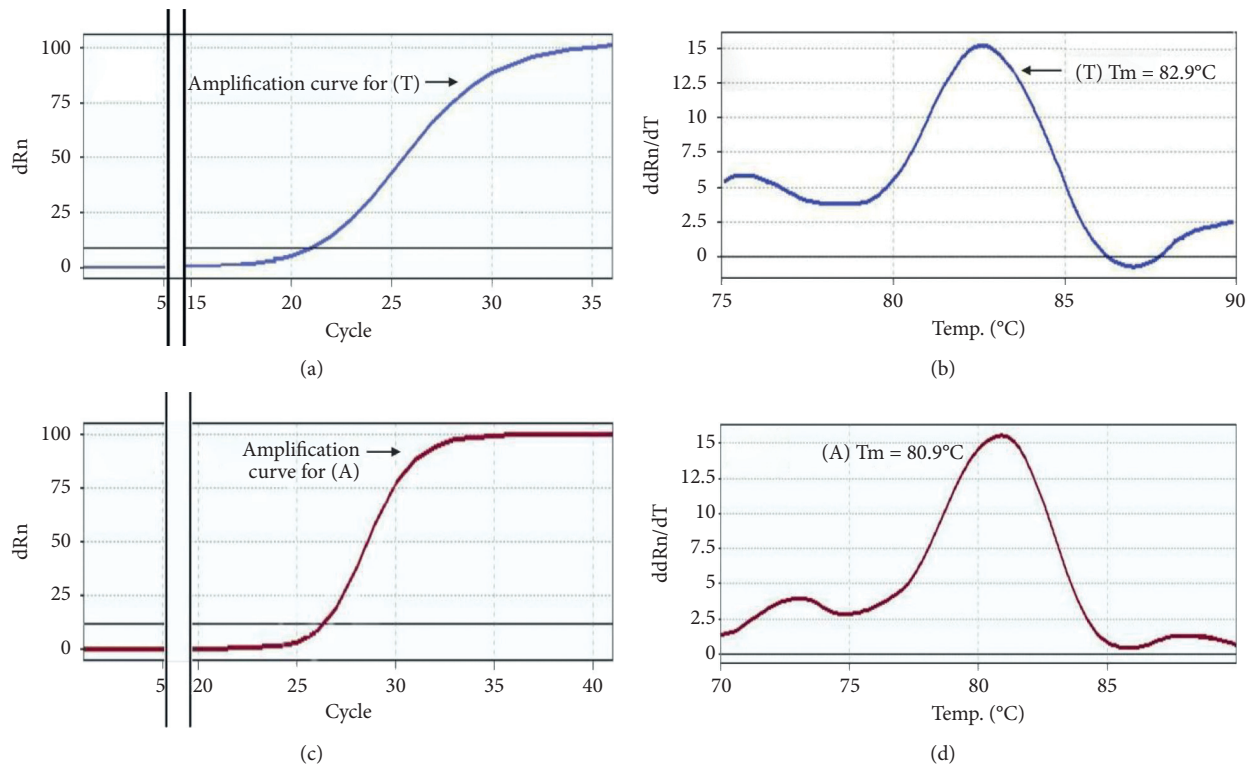 100
75
50
25
0
dRn
Amplification curve for (T)
5 15 20 25 30 35
Cycle
(a)
15
12.5
10
7.5
5
2.5
0
ddRn/dT
(T) Tm = 82.9°C
75 80 85 90
Temp. (°C)
(b)
100
75
50
25
0
dRn
Amplification
curve for (A)
5 20 25 30 35 40
Cycle
(c)
15
12.5
10
7.5
5
2.5
0
ddRn/dT
(A) Tm = 80.9°C
70 75 80 85
Temp. (°C)
(d)